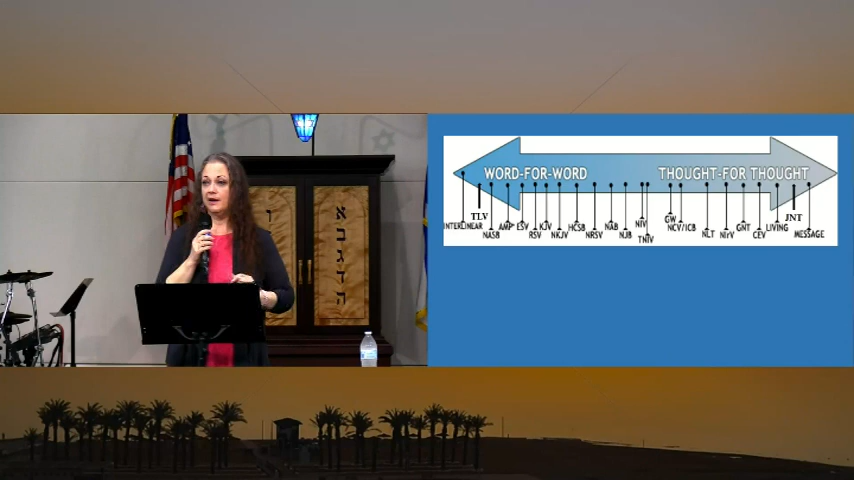 א
ב
ג
ד
ה
ו
WORD-FOR-WORD THOUGHT-FOR THOUGHT
INTERLINEAR TLV NASB AMP ESV RSV KJV NKJV HCSB NRSV NAB NJB NIV TNIV GW NCV/ICB NLT NIrV GNT CEV LIVING JNT MESSAGE